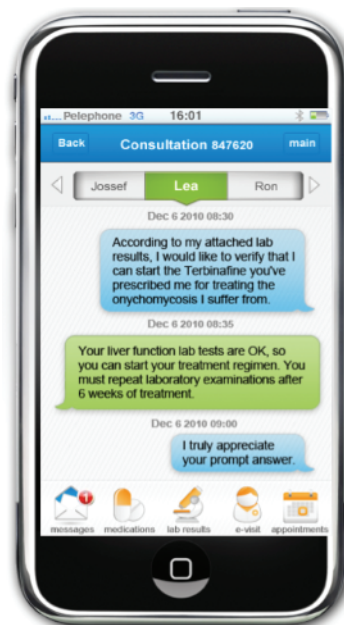 Pelephone 3G 16:01
Back Consultation 847620 main
Jossef Lea Ron
Dec 6 2010 08:30
According to my attached lab
results, I would like to verify that I
can start the Terbinafine you've
prescribed me for treating the
onychomycosis I suffer from.
Dec 6 2010 08:35
Your liver function lab tests are OK, so
you can start your treatment regimen. You
must repeat laboratory examinations after
6 weeks of treatment.
Dec 6 2010 09:00
I truly appreciate
your prompt answer.
1
messages medications lab results e-visit appointments